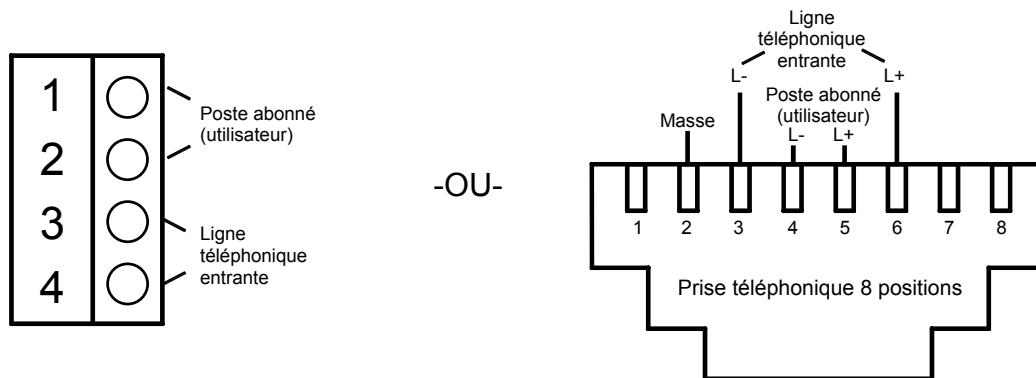 1
2
3
4
Poste abonné
(utilisateur)
Ligne
téléphonique
entrante
-OU-
Ligne
téléphonique
entrante
L-
L+
Poste abonné
(utilisateur)
Masse
L-
L+
1 2 3 4 5 6 7 8
Prise téléphonique 8 positions